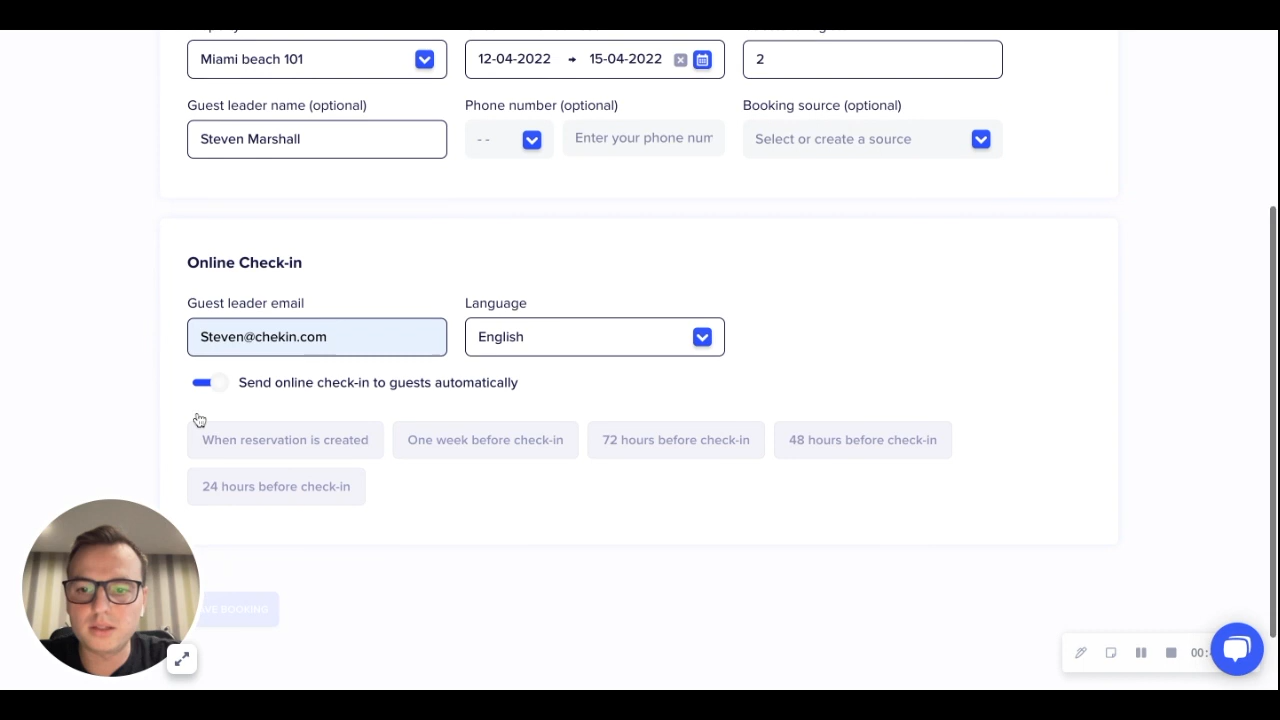 Miami beach 101
12-04-2022 → 15-04-2022
2
Guest leader name (optional)
Phone number (optional)
Booking source (optional)
Steven Marshall
- -
Enter your phone num
Select or create a source
Online Check-in
Guest leader email
Language
Steven@chekin.com
English
Send online check-in to guests automatically
When reservation is created
One week before check-in
72 hours before check-in
48 hours before check-in
24 hours before check-in
BOOKING
00: